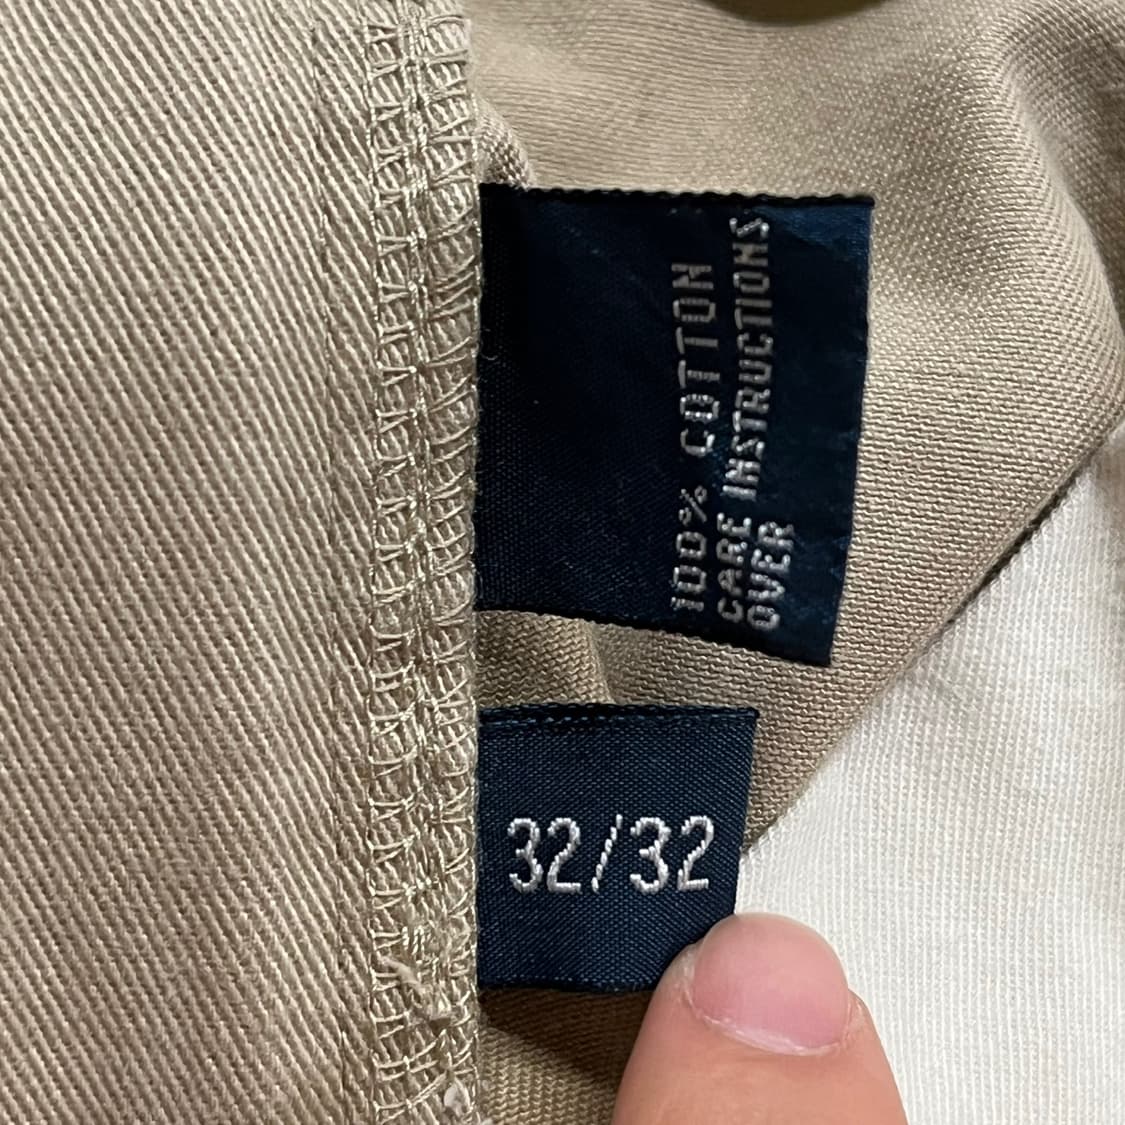 100% COTTON
CARE INSTRUCTIONS
OVER
32/32